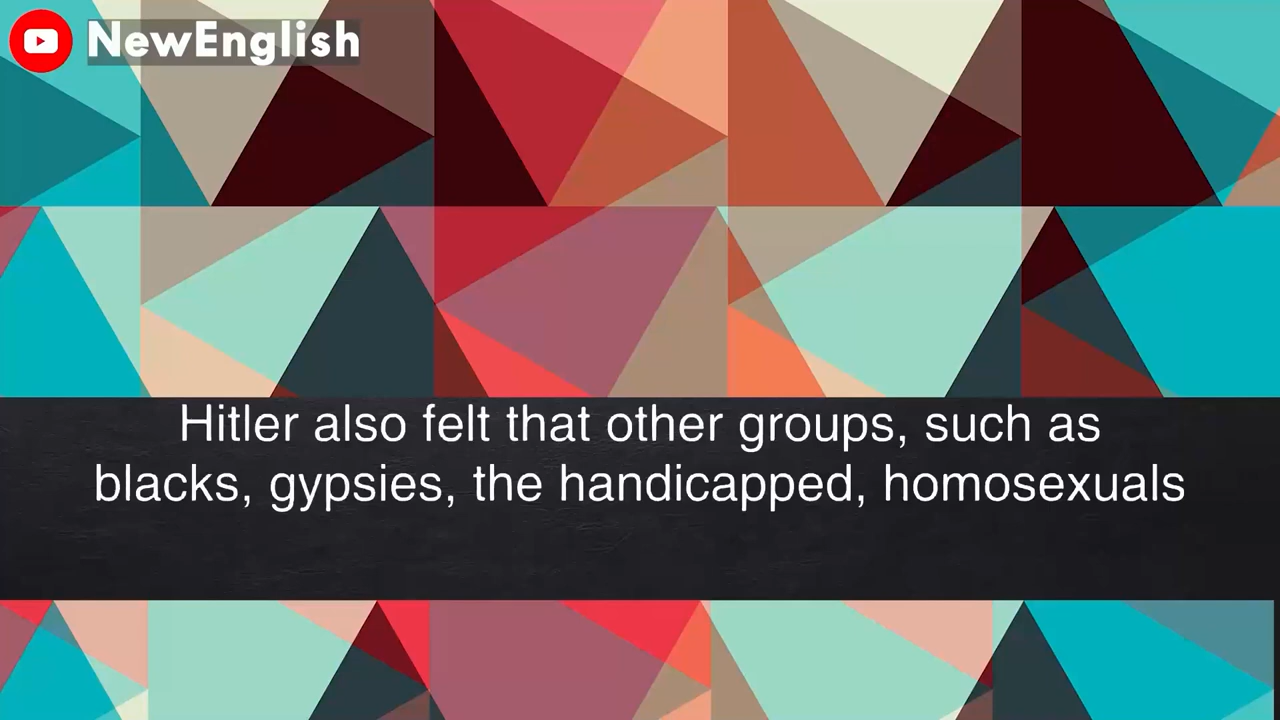 NewEnglish
Hitler also felt that other groups, such as
blacks, gypsies, the handicapped, homosexuals